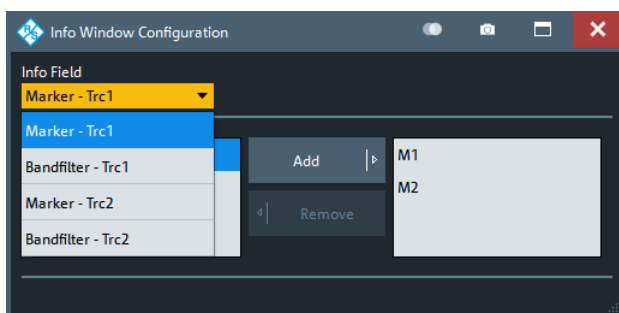 Info Window Configuration
Info Field
Marker - Trc1
Marker - Trc1
Bandfilter - Trc1
Marker - Trc2
Bandfilter - Trc2
Add
Remove
M1
M2